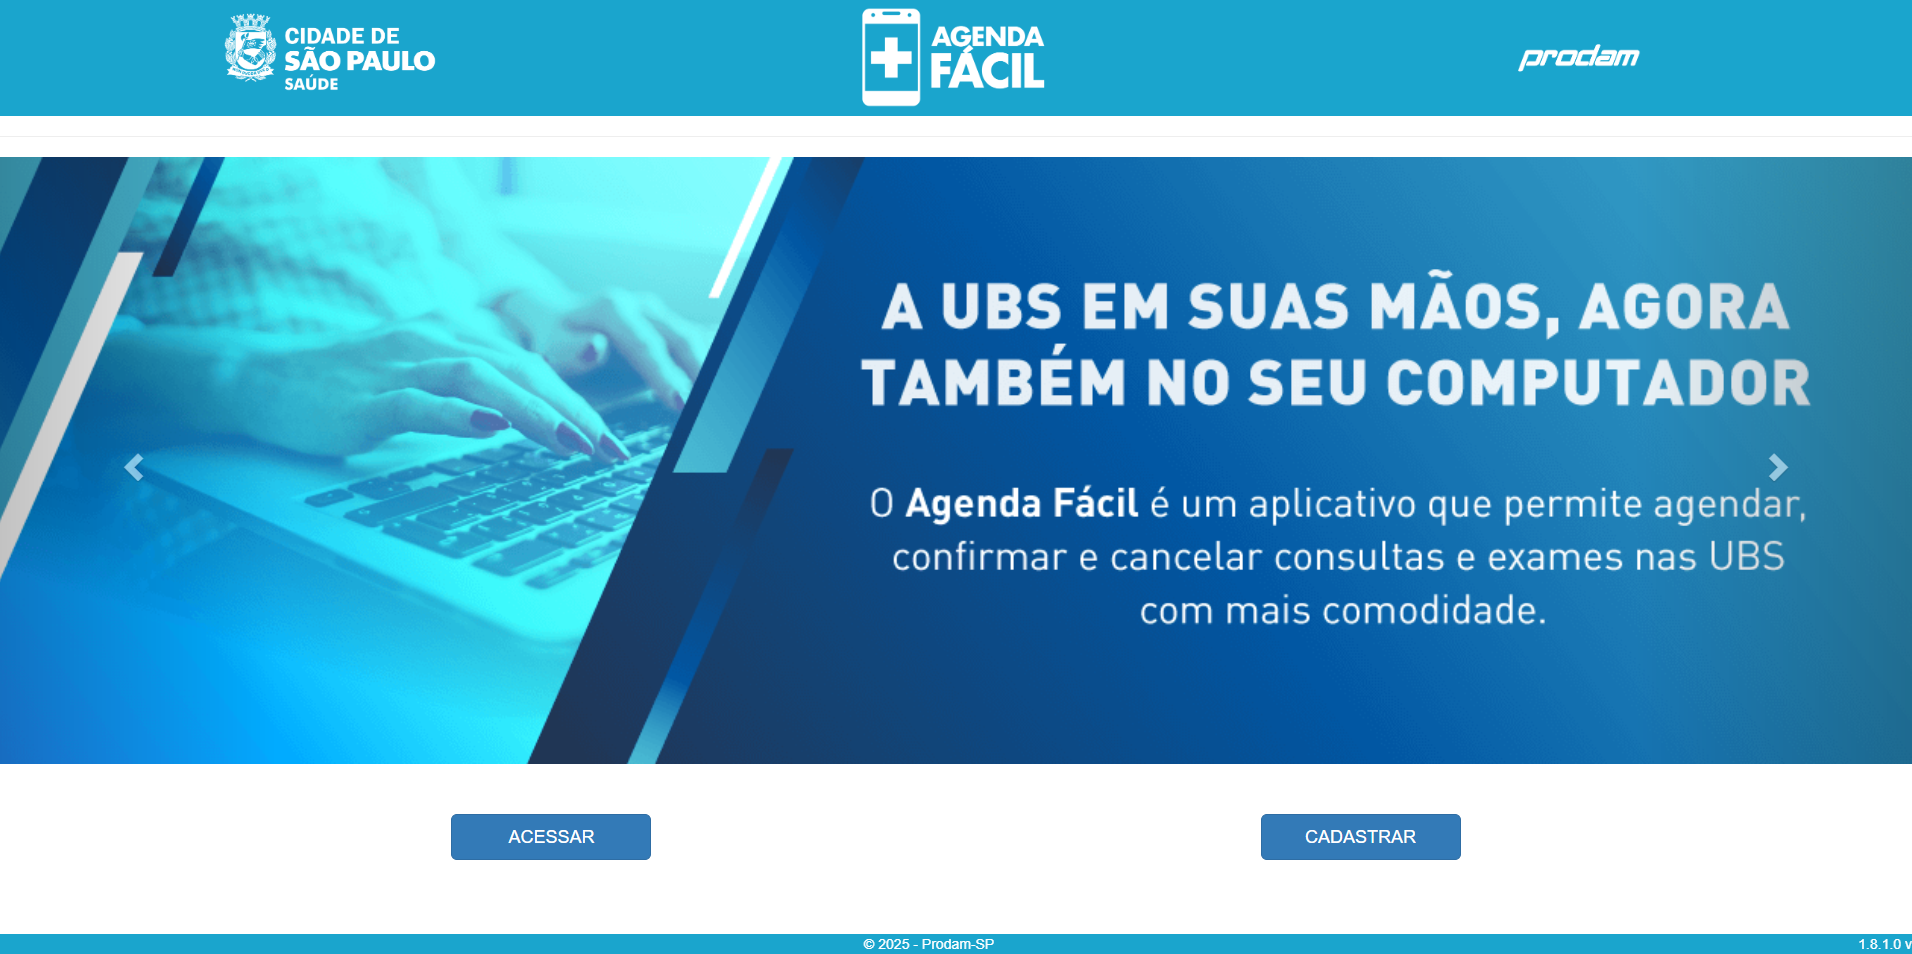 CIDADE DE
SÃO PAULO
SAÚDE
AGENDA
FÁCIL
prodam
A UBS EM SUAS MÃOS, AGORA
TAMBÉM NO SEU COMPUTADOR
O Agenda Fácil é um aplicativo que permite agendar,
confirmar e cancelar consultas e exames nas UBS
com mais comodidade.
ACESSAR
CADASTRAR
© 2025 - Prodam-SP
1.8.1.0 v